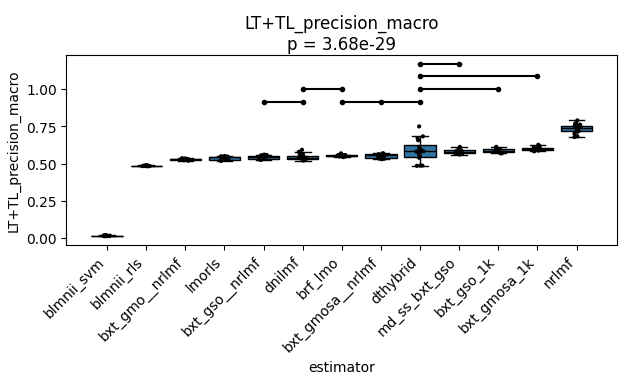 LT+TL_precision_macro
p = 3.68e-29
LT+TL_precision_macro
1.00
0.75
0.50
0.25
0.00
blmnii_svm
blmnii_rls
bxt_gmo__nrlmf
lmorls
bxt_gso__nrlmf
dnilmf
brf_lmo
bxt_gmosa__nrlmf
dthybrid
md_ss_bxt_gso
bxt_gso_1k
bxt_gmosa_1k
nrlmf
estimator